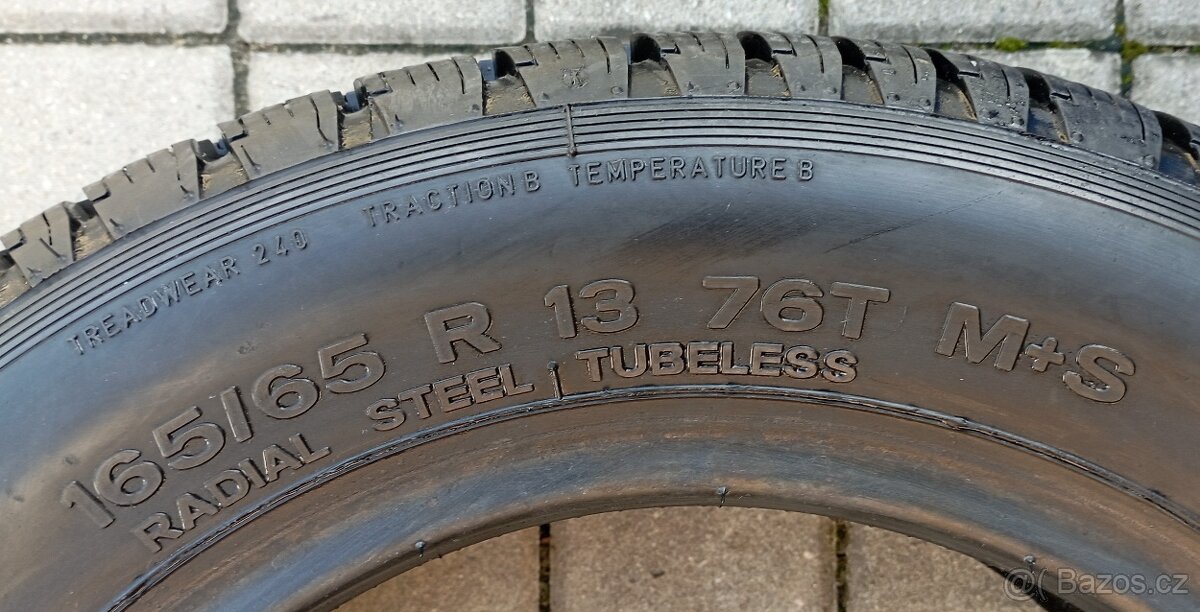 TREADWEAR 240 TRACTION B TEMPERATURE B
165/65 R 13 76T M+S
RADIAL STEEL TUBELESS
@( Bazos.cz